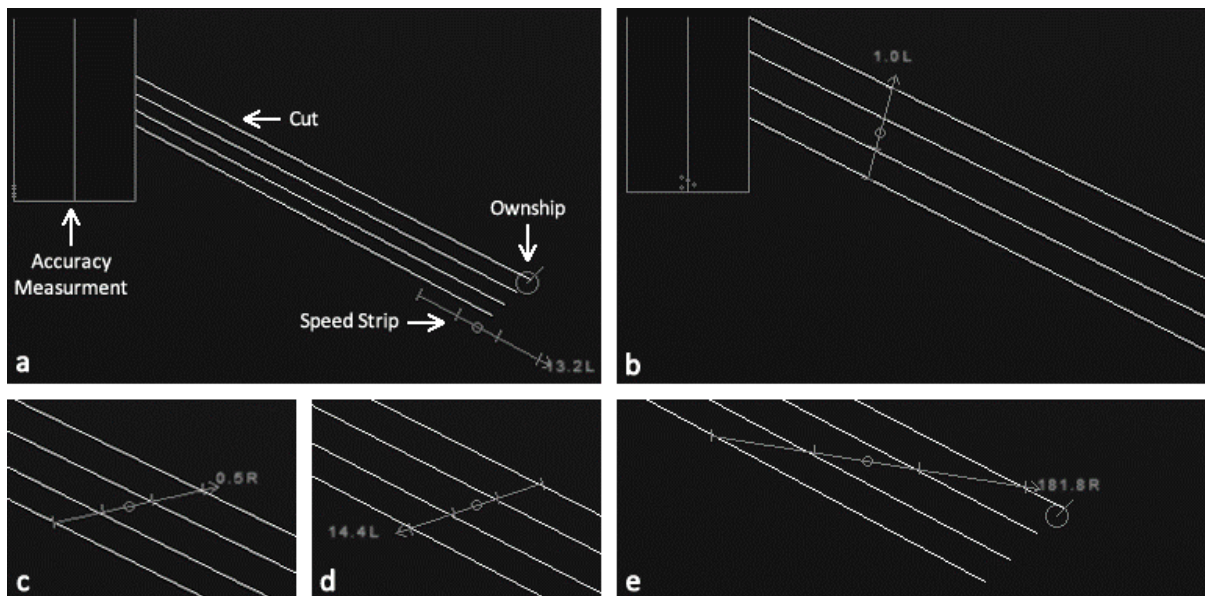 Cut
Ownship
Accuracy
Measurment
Speed Strip
13.2L
a
1.0L
b
0.5R
c
14.4L
d
181.8R
e